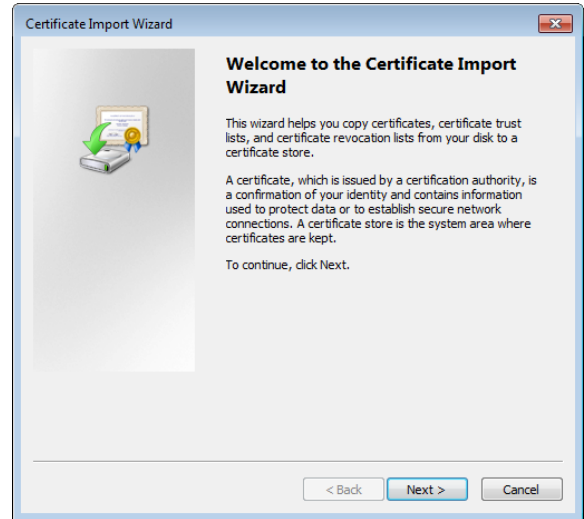 Certificate Import Wizard
Welcome to the Certificate Import
Wizard
This wizard helps you copy certificates, certificate trust
lists, and certificate revocation lists from your disk to a
certificate store.
A certificate, which is issued by a certification authority, is
a confirmation of your identity and contains information
used to protect data or to establish secure network
connections. A certificate store is the system area where
certificates are kept.
To continue, click Next.
< Back Next > Cancel